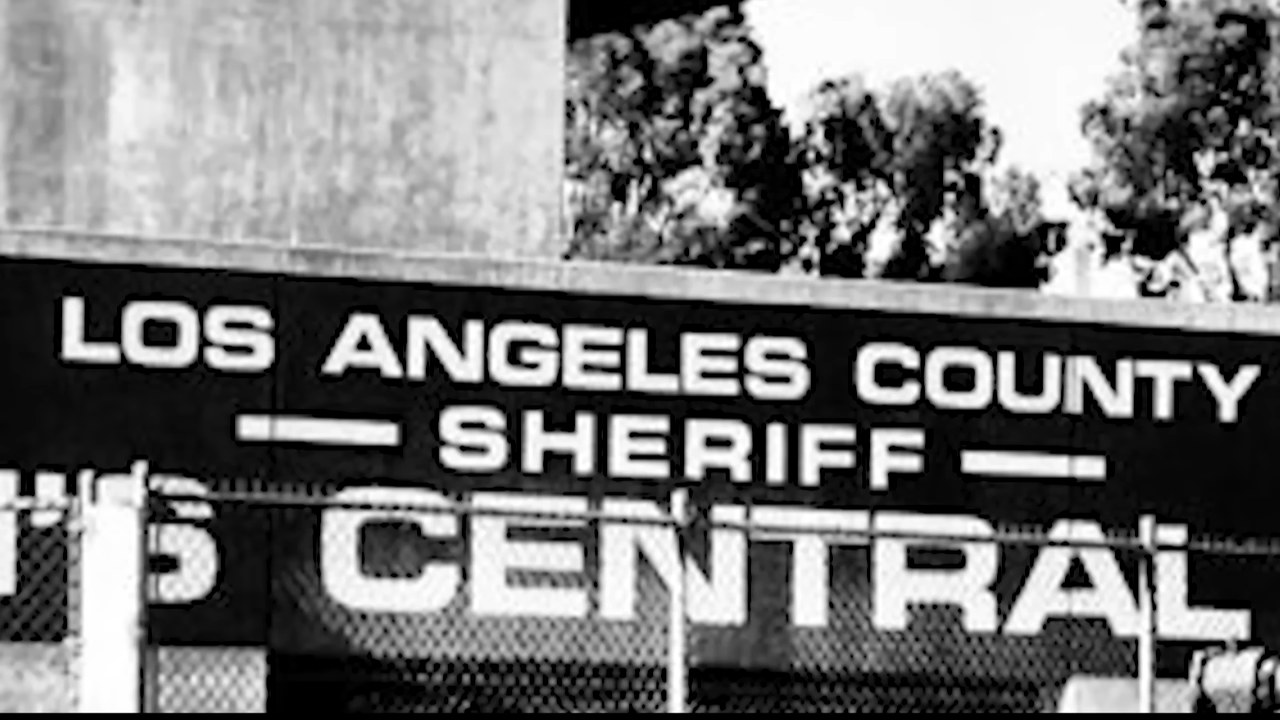 LOS ANGELES COUNTY
— SHERIFF —
CENTRAL